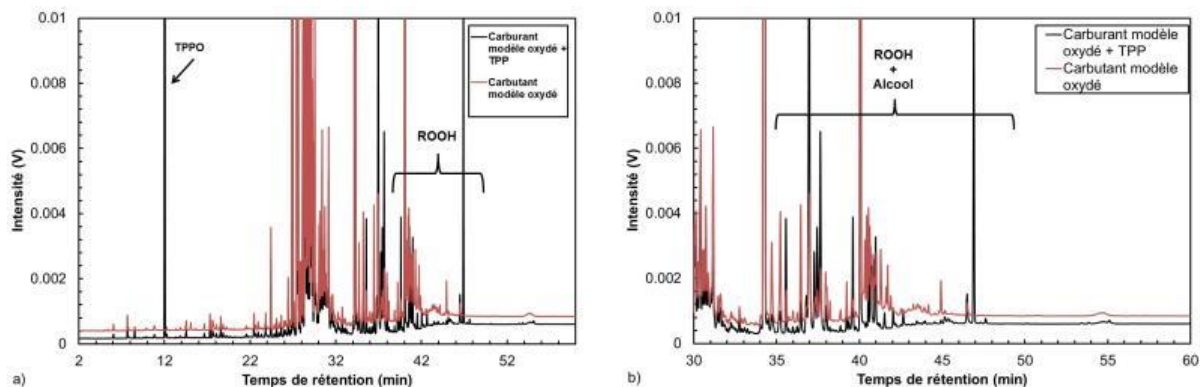 0.01
0.008
0.006
0.004
0.002
0
Intensité (V)
TPPO
Carburant
modèle oxydé +
TPP
Carbutant
modèle oxydé
ROOH
2
12
22
32
42
52
Temps de rétention (min)
a)
0.01
0.008
0.006
0.004
0.002
0
Intensité (V)
ROOH
+
Alcool
Carburant modèle
oxydé + TPP
Carbutant modèle
oxydé
30
35
40
45
50
55
60
Temps de rétention (min)
b)